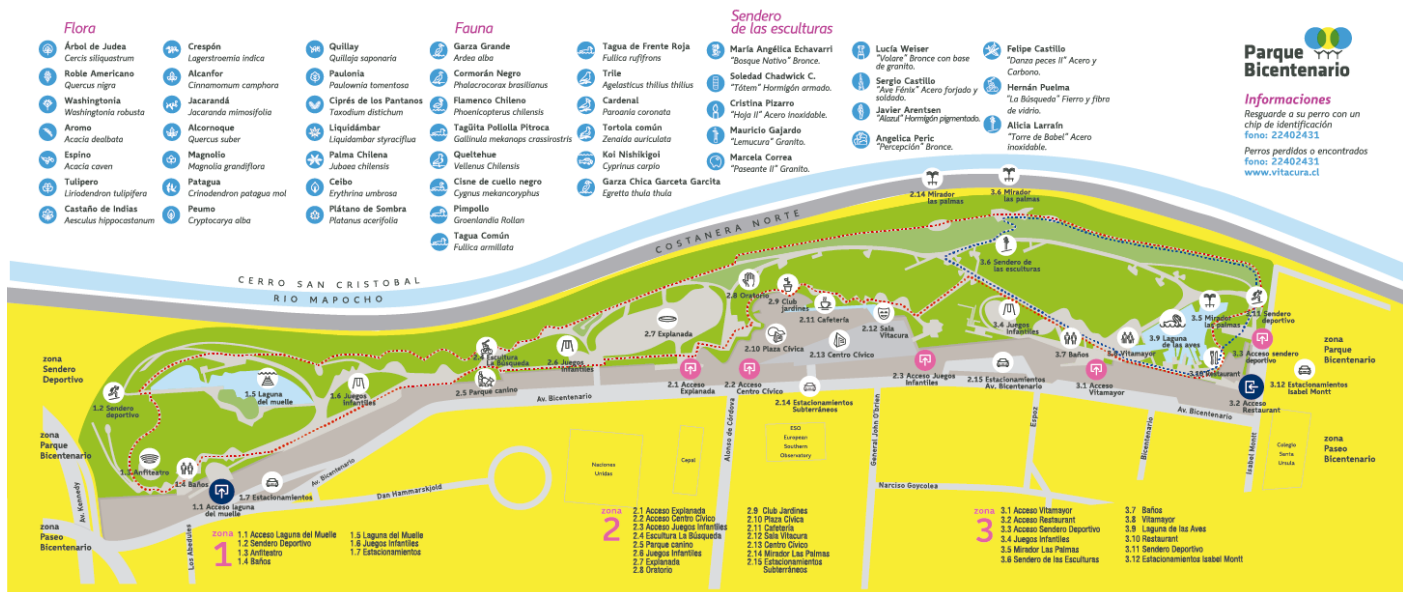 Flora
Árbol de Judea
Cercis siliquastrum
Roble Americano
Quercus nigra
Washingtonia
Washingonia robusta
Aromo
Acacia dealbata
Espino
Acacia caven
Tulipero
Liriodendron tulipifera
Castaño de Indias
Aesculus hippocastanum
Crespón
Lagerstroemia indica
Alcanfor
Cinnamomum camphora
Jacarandá
Jacaranda mimosifolia
Alcornoque
Quercus suber
Magnolio
Magnolia grandiflora
Patagua
Crinodendron patagua mol
Peumo
Cryptocarya alba
Quillay
Quillaja saponaria
Paulonia
Paulownia tomentosa
Ciprés de los Pantanos
Taxodium distichum
Liquidámbar
Liquidambar styraciflua
Palma Chilena
Jubaea chilensis
Ceibo
Erythrina umbrosa
Plátano de Sombra
Platanus acerifolia
Fauna
Garza Grande
Ardea alba
Cormorán Negro
Phalacrocorax brasilianus
Flamenco Chileno
Phoenicopterus chilensis
Tagüita Pollolla Pitroca
Gallinula mekanops crassirostris
Queltehue
Vellenus Chilensis
Cisne de cuello negro
Cygnus mekancoryphus
Pimpollo
Groenlandia Rollan
Tagua Común
Fullica armillata
Tagua de Frente Roja
Fullica rufifrons
Trile
Agelasticus thilius thilius
Cardenal
Paroania coronata
Tortola común
Zenaida auriculata
Koi Nishikigoi
Cyprinus carpio
Garza Chica Garceta Garcita
Egretta thula thula
Sendero
de las esculturas
María Angélica Echavarri
"Bosque Nativo" Bronce.
Soledad Chadwick C.
"Tótem" Hormigón armado.
Cristina Pizarro
"Hoja II" Acero Inoxidable.
Mauricio Gajardo
"Lemucura" Granito.
Marcela Correa
"Paseante II" Granito.
Lucía Weiser
"Volare" Bronce con base
de granito.
Sergio Castillo
"Ave Fénix" Acero forjado y
soldado.
Javier Arentsen
"Alazul" Hormigón pigmentado.
Angelica Peric
"Percepción" Bronce.
Felipe Castillo
"Danza peces II" Acero y
Carbono.
Hernán Puelma
"La Búsqueda" Fierro y fibra
de vidrio.
Alicia Larraín
"Torre de Babel" Acero
inoxidable.
Parque
Bicentenario
Informaciones
Resguarde a su perro con un
chip de identificación
fono: 22402431
Perros perdidos o encontrados
fono: 22402431
www.vitacura.cl
CERRO SAN CRISTOBAL
RIO MAPOCHO
COSTANERA NORTE
2.14 Mirador
las palmas
3.6 Mirador
las palmas
3.6 Sendero de
las esculturas
2.8 Oratorio
2.9 Club
jardines
2.11 Cafetería
2.12 Sala
Vitacura
2.7 Explanada
2.10 Plaza Cívica
2.13 Centro Cívico
2.4 Escultura
La Búsqueda
2.6 Juegos
Infantiles
2.5 Parque canino
2.1 Acceso
Explanada
2.2 Acceso
Centro Cívico
2.3 Acceso Juegos
Infantiles
2.14 Estacionamientos
Subterráneos
2.15 Estacionamientos
Av. Bicentenario
3.4 Juegos
Infantiles
3.7 Baños
3.8 Vitamayor
3.1 Acceso
Vitamayor
3.9 Laguna
de las aves
3.5 Mirador
las palmas
3.10 Restaurant
2.11 Sendero
deportivo
3.3 Acceso sendero
deportivo
3.2 Acceso
Restaurant
3.12 Estacionamientos
Isabel Montt
zona
Parque
Bicentenario
zona
Paseo
Bicentenario
zona
Sendero
Deportivo
zona
Parque
Bicentenario
zona
Paseo
Bicentenario
1.2 Sendero
deportivo
1.5 Laguna
del muelle
1.6 Juegos
Infantiles
1.3 Anfiteatro
1.4 Baños
1.1 Acceso laguna
del muelle
1.7 Estacionamientos
Av. Kennedy
Los Abedules
Av. Bicentenario
Dan Hammarskjold
Av. Bicentenario
Naciones
Unidas
Cepal
Alonso de Córdova
ESO
European
Southern
Observatory
General John O'brien
Narciso Goycolea
Espoz
Bicentenario
Av. Bicentenario
Isabel Montt
Colegio
Santa
Ursula
zona
1
1.1 Acceso Laguna del Muelle
1.2 Sendero Deportivo
1.3 Anfiteatro
1.4 Baños
1.5 Laguna del Muelle
1.6 Juegos Infantiles
1.7 Estacionamientos
zona
2
2.1 Acceso Explanada
2.2 Acceso Centro Cívico
2.3 Acceso Juegos Infantiles
2.4 Escultura La Búsqueda
2.5 Parque canino
2.6 Juegos Infantiles
2.7 Explanada
2.8 Oratorio
2.9 Club Jardines
2.10 Plaza Cívica
2.11 Cafetería
2.12 Sala Vitacura
2.13 Centro Cívico
2.14 Mirador Las Palmas
2.15 Estacionamientos
Subterráneos
zona
3
3.1 Acceso Vitamayor
3.2 Acceso Restaurant
3.3 Acceso Sendero Deportivo
3.4 Juegos Infantiles
3.5 Mirador Las Palmas
3.6 Sendero de las Esculturas
3.7 Baños
3.8 Vitamayor
3.9 Laguna de las Aves
3.10 Restaurant
3.11 Sendero Deportivo
3.12 Estacionamientos Isabel Montt